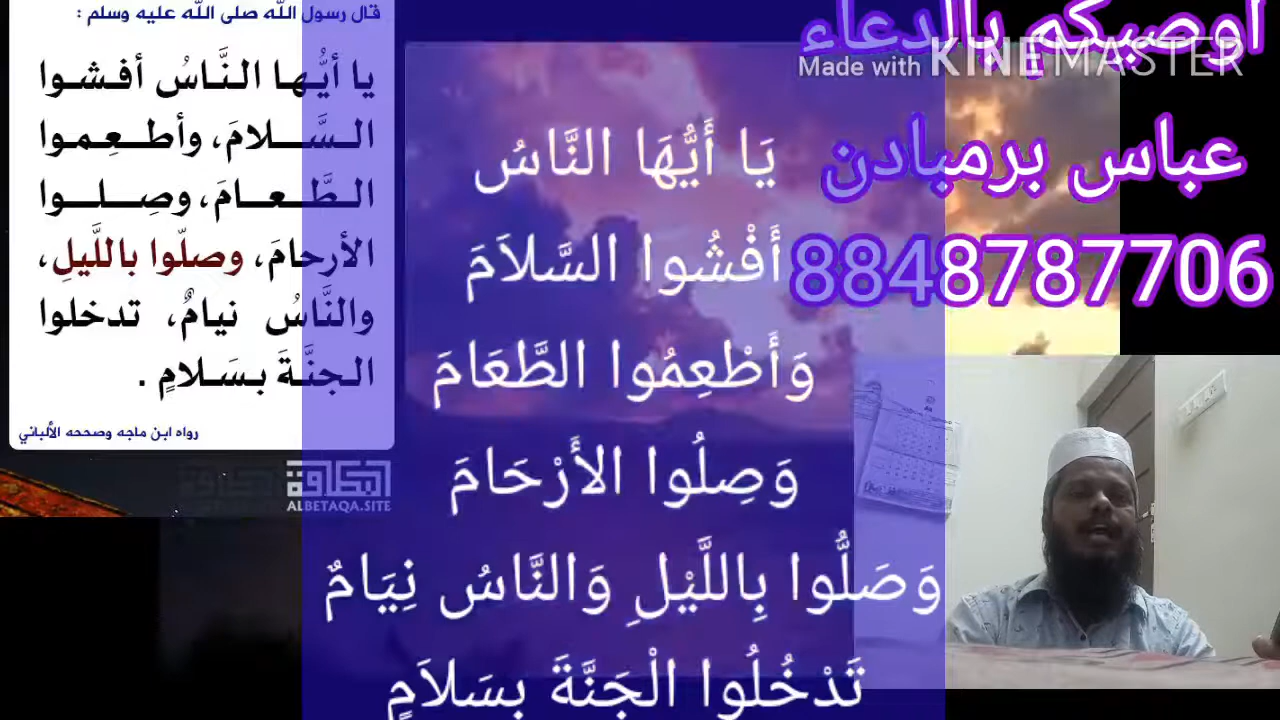 قال رسول الله صلى الله عليه وسلم :
يا أيُّها النَّاسُ أفشوا
السَّلامَ، وأطعِموا
الطَّعامَ، وصِلوا
الأرحامَ، وصلّوا باللَّيلِ،
والنَّاسُ نيامٌ، تدخلوا
الجنَّةَ بسَلامٍ .
رواه ابن ماجه وصححه الألباني
البطاقة
ALBETAQA.SITE
يَا أَيُّهَا النَّاسُ
أَفْشُوا السَّلاَمَ
وَأَطْعِمُوا الطَّعَامَ
وَصِلُوا الأَرْحَامَ
وَصَلُّوا بِاللَّيْلِ وَالنَّاسُ نِيَامٌ
تَدْخُلُوا الْجَنَّةَ بِسَلاَمٍ
اوصيكم بالدعاء
Made with KINEMASTER
عباس برمبادن
8848787706